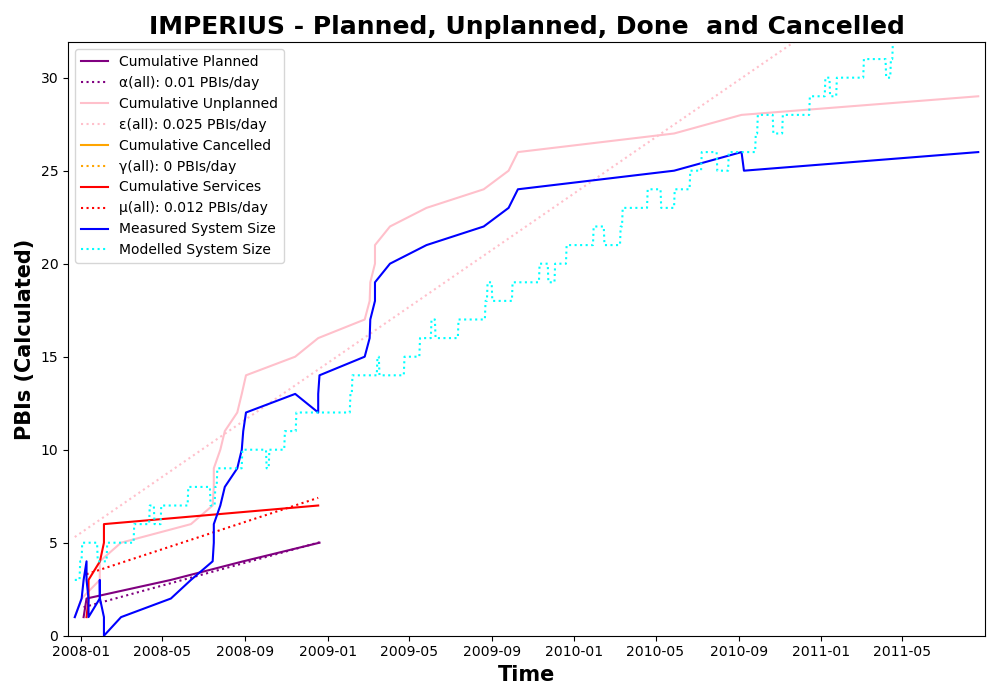 IMPERIUS - Planned, Unplanned, Done  and Cancelled
Cumulative Planned
α(all): 0.01 PBIs/day
Cumulative Unplanned
ε(all): 0.025 PBIs/day
Cumulative Cancelled
γ(all): 0 PBIs/day
Cumulative Services
μ(all): 0.012 PBIs/day
Measured System Size
Modelled System Size
PBIs (Calculated)
30
25
20
15
10
5
0
2008-01 2008-05 2008-09 2009-01 2009-05 2009-09 2010-01 2010-05 2010-09 2011-01 2011-05
Time